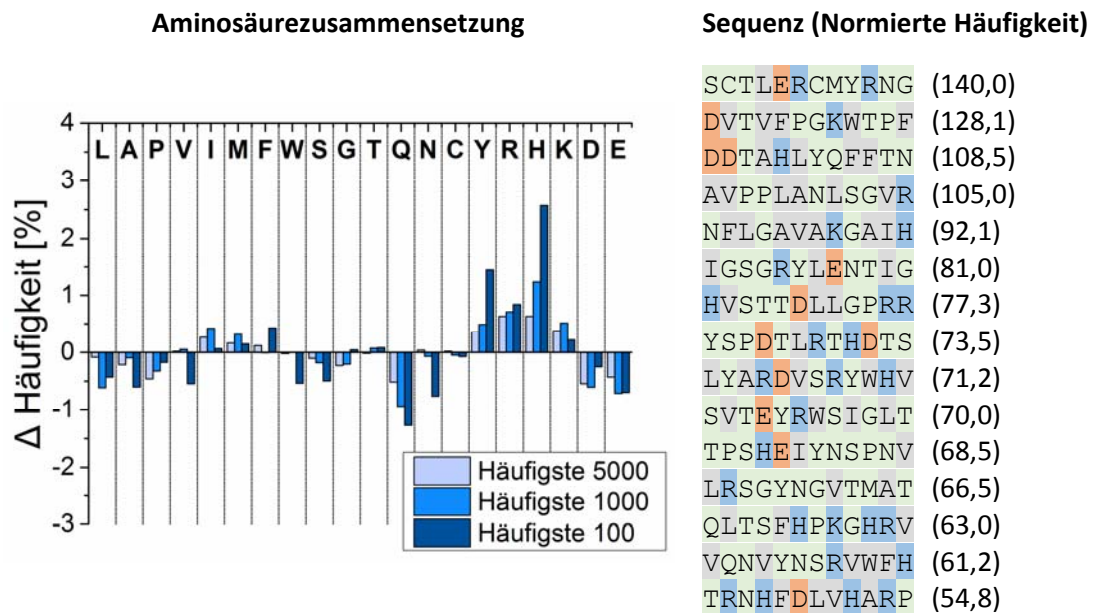 Aminosäurezusammensetzung
Sequenz (Normierte Häufigkeit)
4
3
2
1
0
-1
-2
-3
Δ Häufigkeit [%]
L A P V I M F W S G T Q N C Y R H K D E
Häufigste 5000
Häufigste 1000
Häufigste 100
SCTLERCMYRNG (140,0)
DVTVFPGKWTPF (128,1)
DDTAHLYQFFTN (108,5)
AVPPLANLSGVR (105,0)
NFLGAVAKGAIH (92,1)
IGSGRYLENTIG (81,0)
HVSTTDLLGPRR (77,3)
YSPDTLRTHDTS (73,5)
LYARDVSRYWHV (71,2)
SVTEYRWSIGLT (70,0)
TPSHEIYNSPNV (68,5)
LRSGYNGVTMAT (66,5)
QLTSFHPKGHRV (63,0)
VQNVYNSRVWFH (61,2)
TRNHFDLVHARP (54,8)